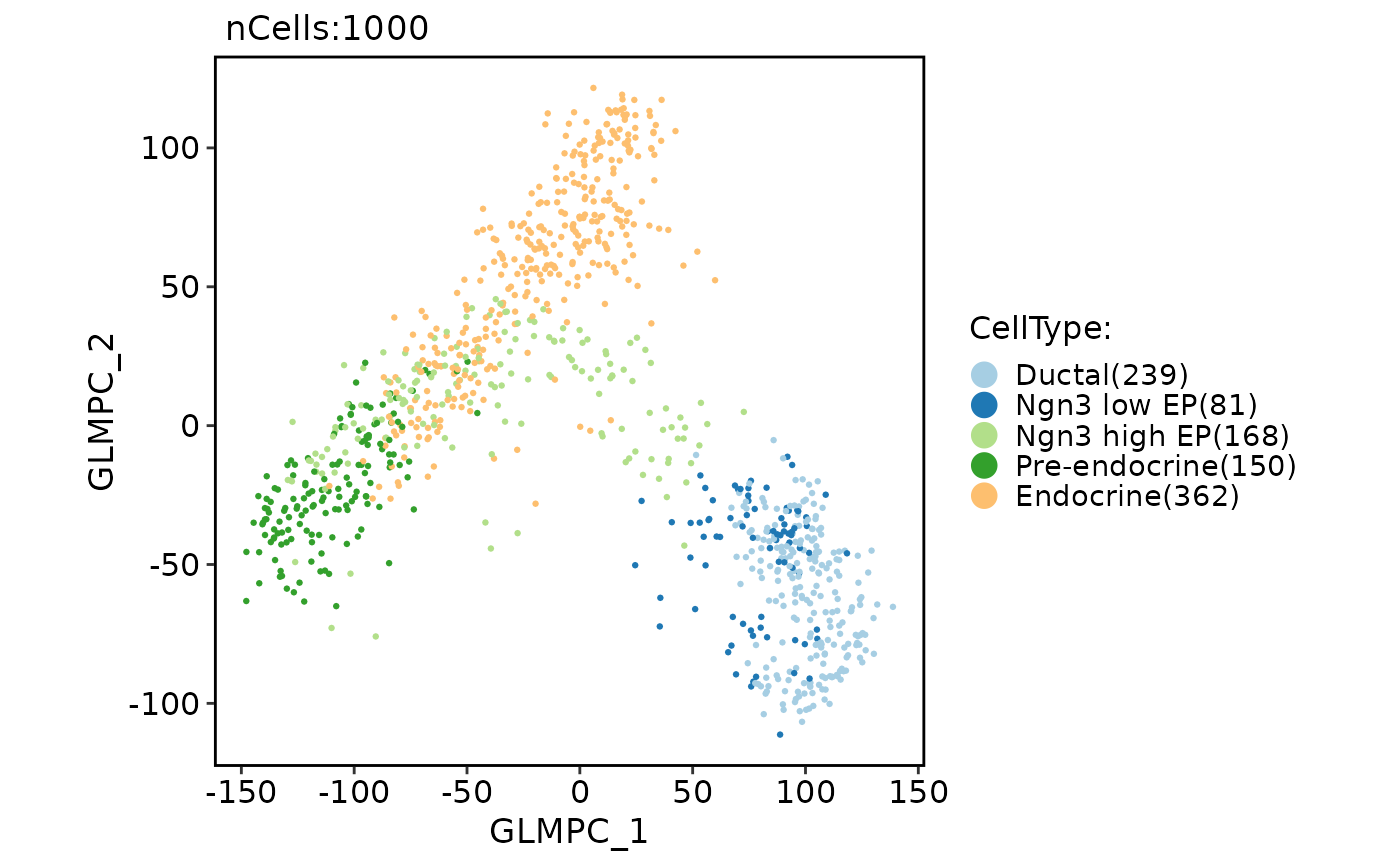 nCells:1000
100
50
0
-50
-100
GLMPC_2
-150 -100 -50 0 50 100 150
GLMPC_1
CellType:
Ductal(239)
Ngn3 low EP(81)
Ngn3 high EP(168)
Pre-endocrine(150)
Endocrine(362)